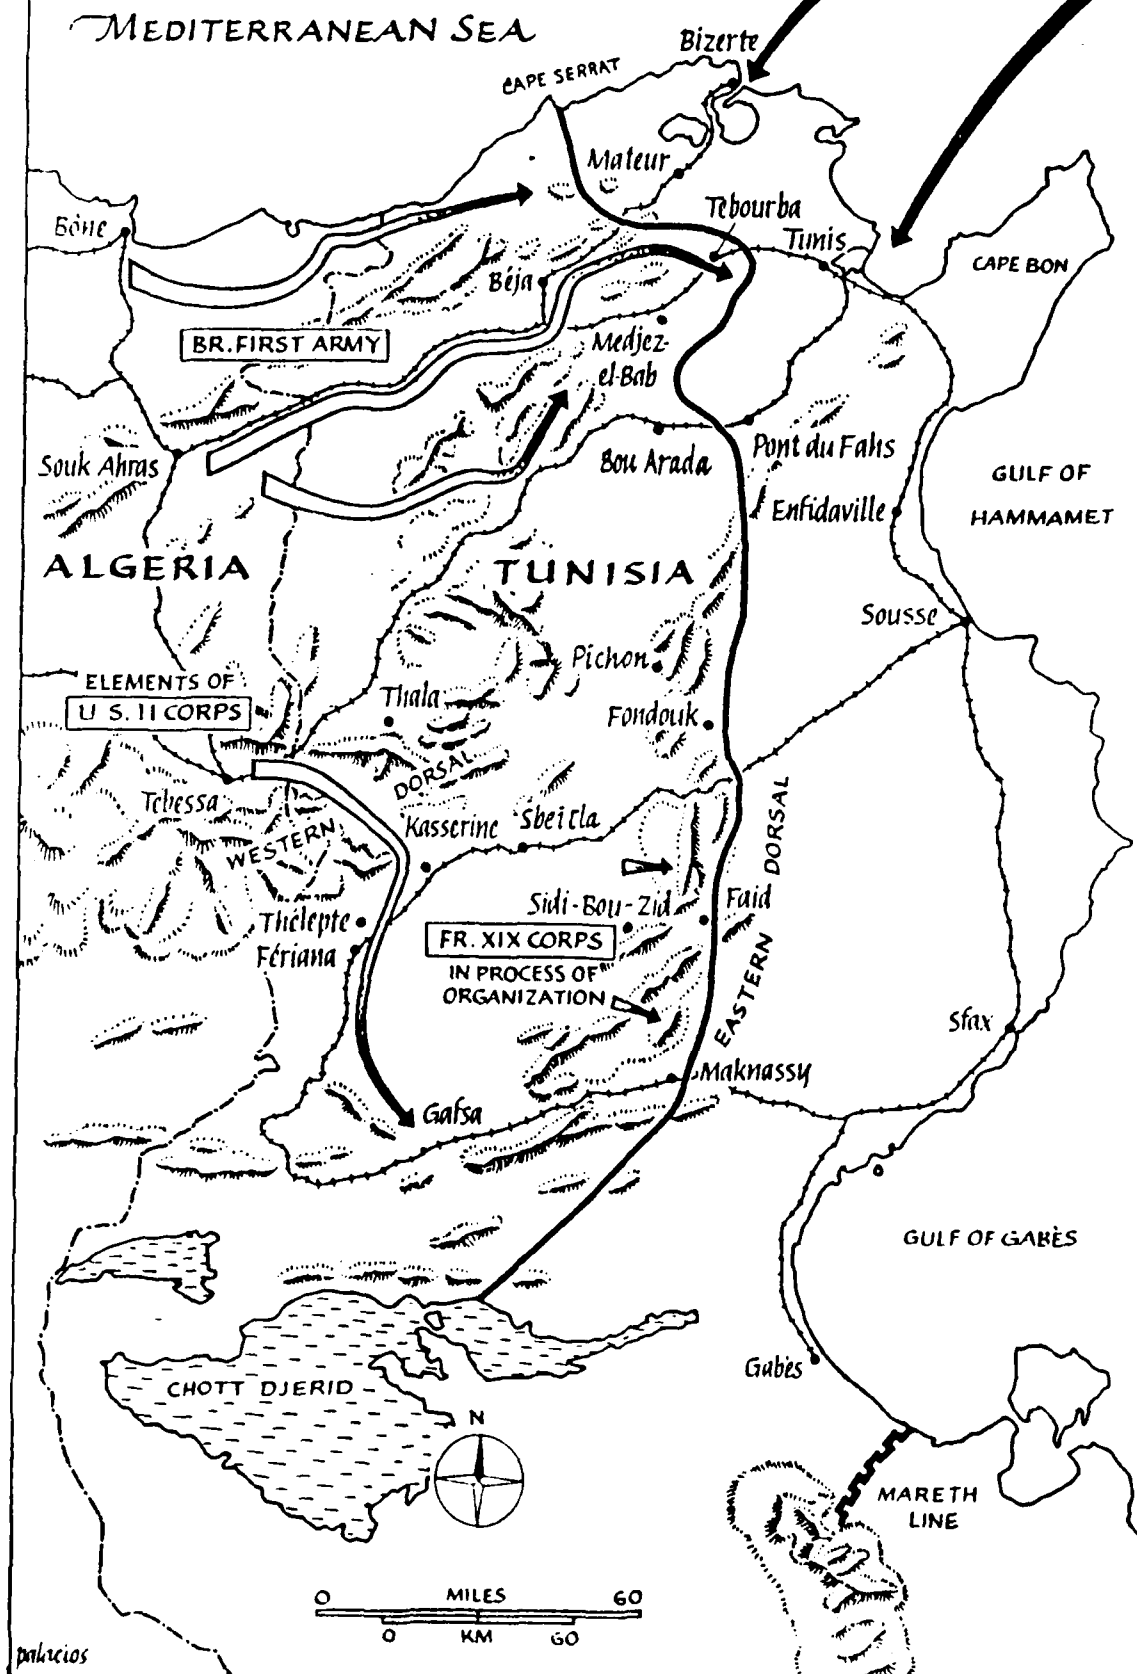 MEDITERRANEAN SEA
Bizerte
CAPE SERRAT
Mateur
Tebourba
Bône
Tunis
CAPE BON
Béja
BR. FIRST ARMY
Medjez-
el-Bab
Souk Ahras
Bou Arada
Pont du Fahs
GULF OF
HAMMAMET
Enfidaville
ALGERIA
TUNISIA
Sousse
Pichon
ELEMENTS OF
U S. II CORPS
Thala
Fondouk
DORSAL
Tebessa
WESTERN
Kasserine
Sbeitla
EASTERN DORSAL
Sidi-Bou-Zid
Faid
Thélepte
FR. XIX CORPS
Fériana
IN PROCESS OF
ORGANIZATION
Sfax
Maknassy
Gafsa
GULF OF GABÈS
Gabès
CHOTT DJERID
N
MARETH
LINE
0 MILES 60
0 KM 60
palacios